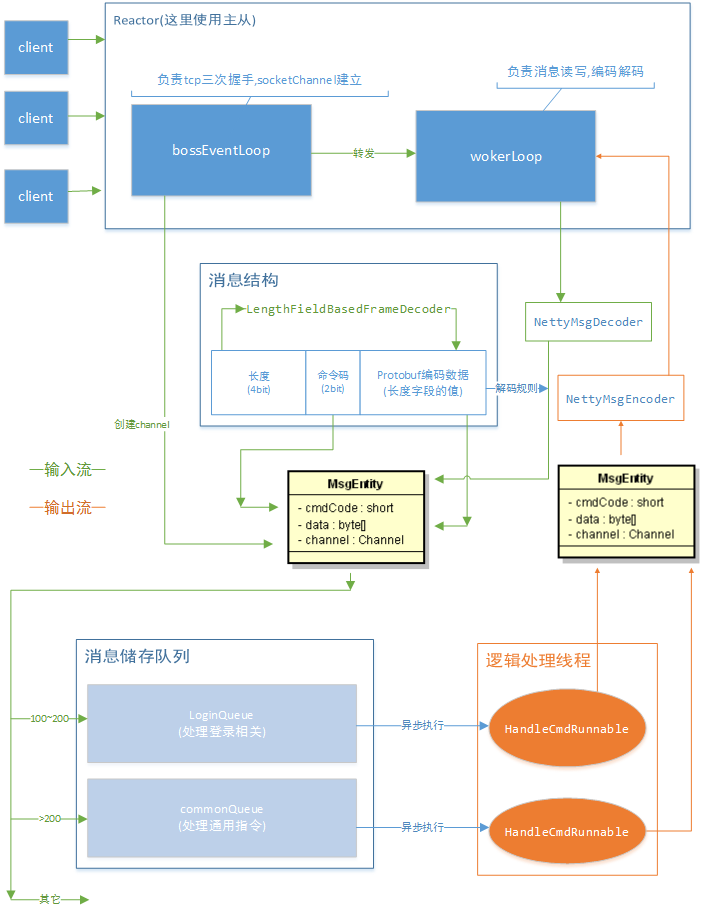 Reactor(这里使用主从)
client
client
client
负责tcp三次握手,socketChannel建立
负责消息读写,编码解码
bossEventLoop
转发
wokerLoop
消息结构
LengthFieldBasedFrameDecoder
长度
(4bit)
命令码
(2bit)
Protobuf编码数据
(长度字段的值)
解码规则
NettyMsgDecoder
NettyMsgEncoder
创建channel
输入流
输出流
MsgEntity
- cmdCode : short
- data : byte[]
- channel : Channel
MsgEntity
- cmdCode : short
- data : byte[]
- channel : Channel
消息储存队列
逻辑处理线程
100~200
LoginQueue
(处理登录相关)
异步执行
HandleCmdRunnable
>200
commonQueue
(处理通用指令)
异步执行
HandleCmdRunnable
其它